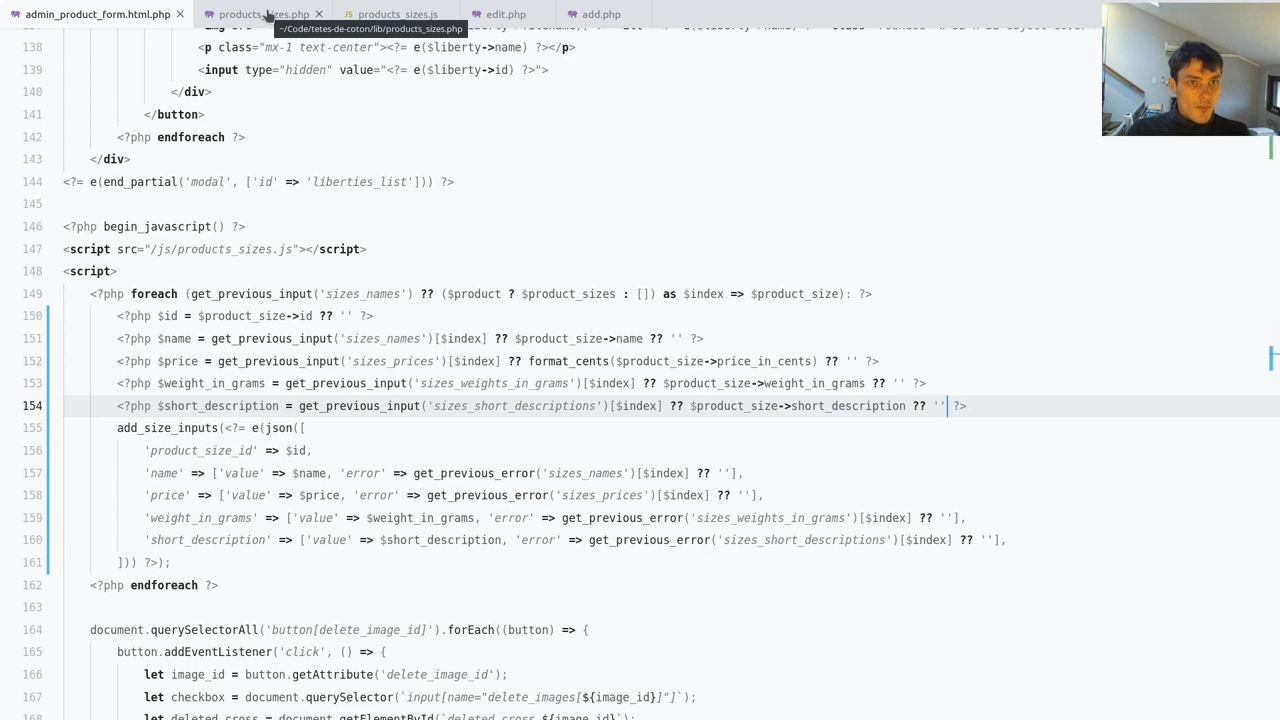 admin_product_form.html.php
products_sizes.php
products_sizes.js
edit.php
add.php
~/Code/tetes-de-coton/lib/products_sizes.php
138 <p class="mx-1 text-center"><?= e($liberty->name) ?></p>
139 <input type="hidden" value="<?= e($liberty->id) ?>">
140 </div>
141 </button>
142 <?php endforeach ?>
143 </div>
144 <?= e(end_partial('modal', ['id' => 'liberties_list'])) ?>
145
146 <?php begin_javascript() ?>
147 <script src="/js/products_sizes.js"></script>
148 <script>
149 <?php foreach (get_previous_input('sizes_names') ?? ($product ? $product_sizes : []) as $index => $product_size): ?>
150 <?php $id = $product_size->id ?? '' ?>
151 <?php $name = get_previous_input('sizes_names')[$index] ?? $product_size->name ?? '' ?>
152 <?php $price = get_previous_input('sizes_prices')[$index] ?? format_cents($product_size->price_in_cents) ?? '' ?>
153 <?php $weight_in_grams = get_previous_input('sizes_weights_in_grams')[$index] ?? $product_size->weight_in_grams ?? '' ?>
154 <?php $short_description = get_previous_input('sizes_short_descriptions')[$index] ?? $product_size->short_description ?? '' ?>
155 add_size_inputs(<?= e(json([
156 'product_size_id' => $id,
157 'name' => ['value' => $name, 'error' => get_previous_error('sizes_names')[$index] ?? ''],
158 'price' => ['value' => $price, 'error' => get_previous_error('sizes_prices')[$index] ?? ''],
159 'weight_in_grams' => ['value' => $weight_in_grams, 'error' => get_previous_error('sizes_weights_in_grams')[$index] ?? ''],
160 'short_description' => ['value' => $short_description, 'error' => get_previous_error('sizes_short_descriptions')[$index] ?? ''],
161 ])) ?>);
162 <?php endforeach ?>
163
164 document.querySelectorAll('button[delete_image_id]').forEach((button) => {
165 button.addEventListener('click', () => {
166 let image_id = button.getAttribute('delete_image_id');
167 let checkbox = document.querySelector(`input[name="delete_images[${image_id}]"]`);
168 let deleted_cross = document.getElementById(`deleted_cross_${image_id}`);